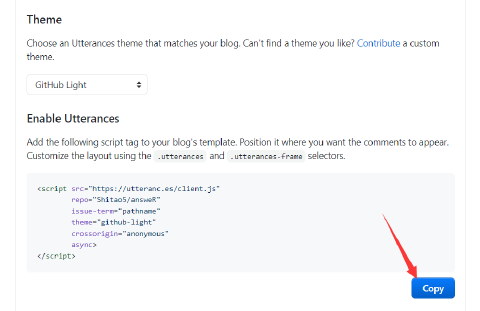 Theme
Choose an Utterances theme that matches your blog. Can't find a theme you like? Contribute a custom
theme.
GitHub Light
Enable Utterances
Add the following script tag to your blog's template. Position it where you want the comments to appear.
Customize the layout using the .utterances and .utterances-frame selectors.
<script src="https://utteranc.es/client.js"
repo="Shitao5/answeR"
issue-term="pathname"
theme="github-light"
crossorigin="anonymous"
async>
</script>
Copy